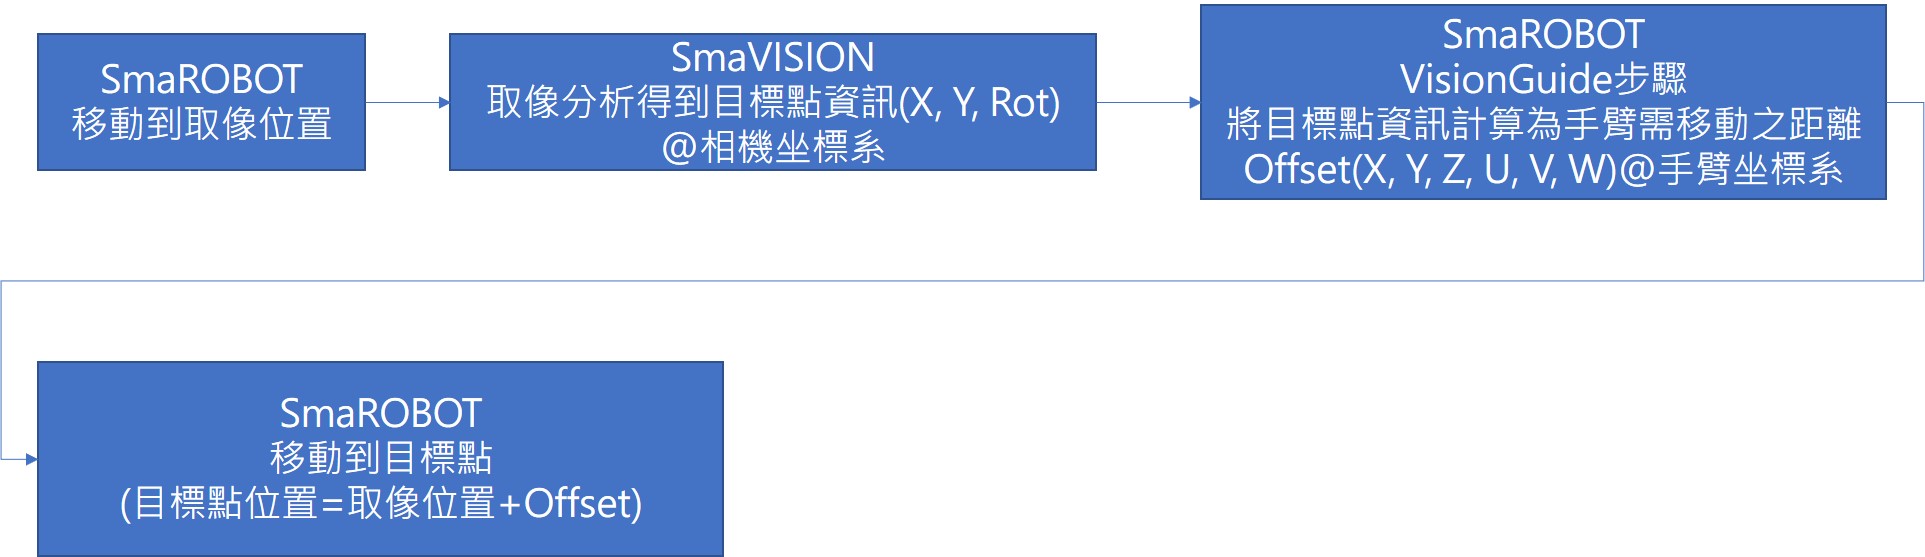 SmaROBOT
移動到取像位置
SmaVISION
取像分析得到目標點資訊(X, Y, Rot)
@相機坐標系
SmaROBOT
VisionGuide步驟
將目標點資訊計算為手臂需移動之距離
Offset(X, Y, Z, U, V, W)@手臂坐標系
SmaROBOT
移動到目標點
(目標點位置=取像位置+Offset)